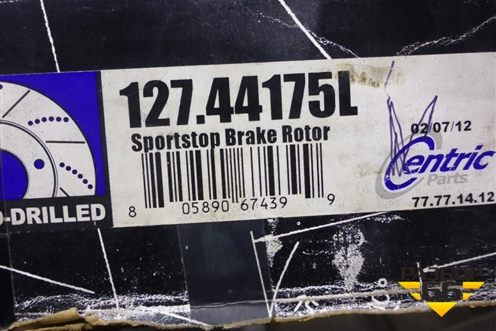 127.44175L
Sportstop Brake Rotor
02/07/12
Centric
Parts
8 05890 67439 9
77.77.14.12
-DRILLED